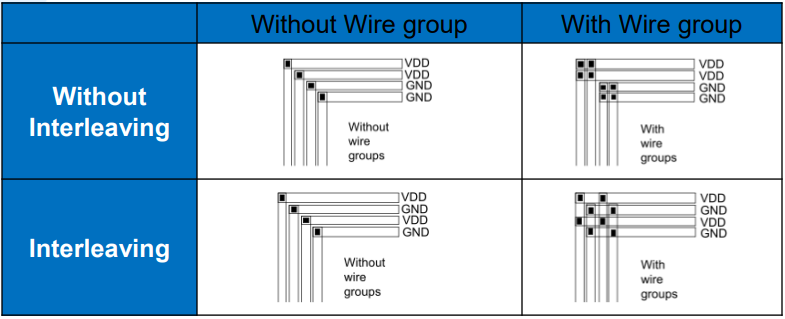 Without Wire group
With Wire group
Without
Interleaving
VDD
VDD
GND
GND
Without
wire
groups
VDD
VDD
GND
GND
With
wire
groups
Interleaving
VDD
GND
VDD
GND
Without
wire
groups
VDD
GND
VDD
GND
With
wire
groups